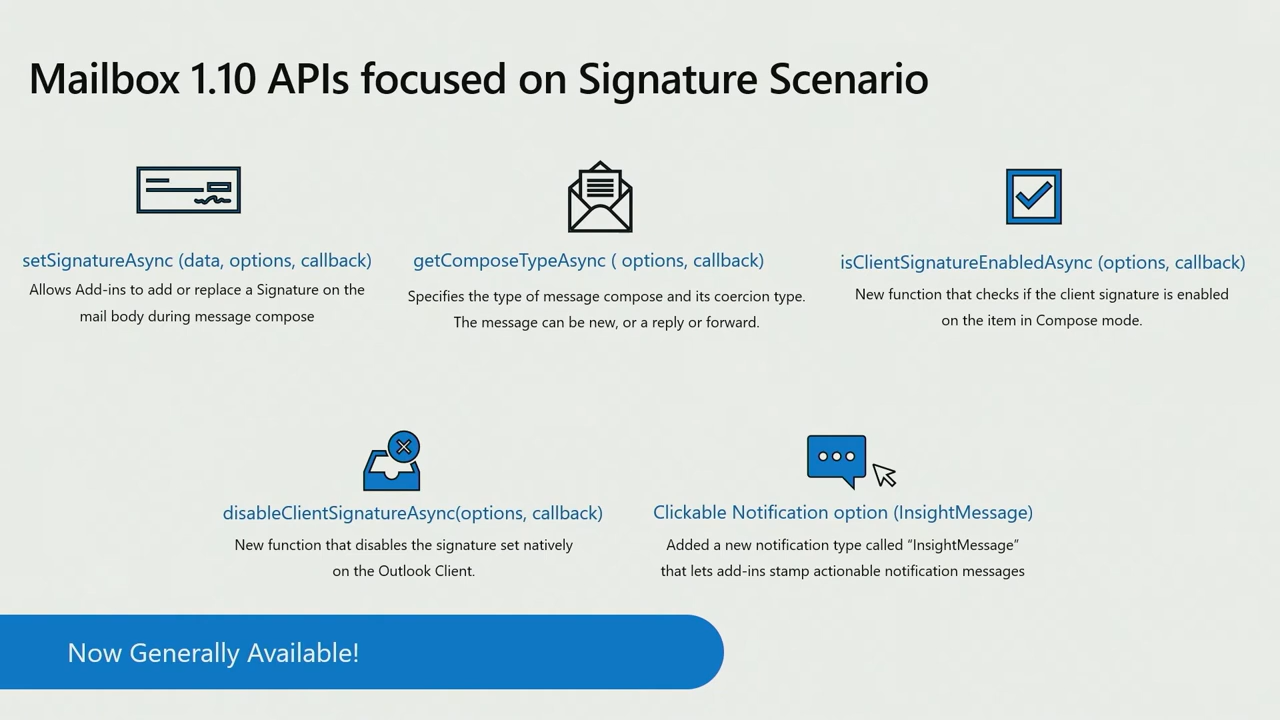 Mailbox 1.10 APIs focused on Signature Scenario
setSignatureAsync (data, options, callback)
Allows Add-ins to add or replace a Signature on the
mail body during message compose
getComposeTypeAsync ( options, callback)
Specifies the type of message compose and its coercion type.
The message can be new, or a reply or forward.
isClientSignatureEnabledAsync (options, callback)
New function that checks if the client signature is enabled
on the item in Compose mode.
disableClientSignatureAsync(options, callback)
New function that disables the signature set natively
on the Outlook Client.
Clickable Notification option (InsightMessage)
Added a new notification type called “InsightMessage”
that lets add-ins stamp actionable notification messages
Now Generally Available!